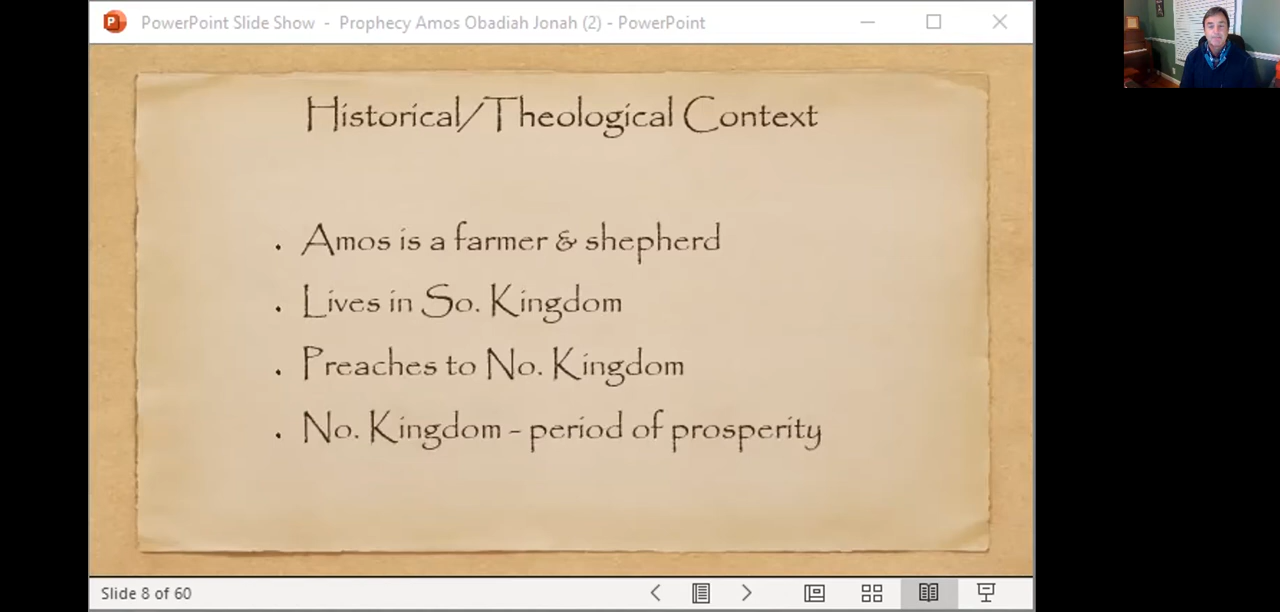 PowerPoint Slide Show - Prophecy Amos Obadiah Jonah (2) - PowerPoint
Historical/Theological Context
. Amos is a farmer & shepherd
. Lives in So. Kingdom
. Preaches to No. Kingdom
. No. Kingdom - period of prosperity
Slide 8 of 60